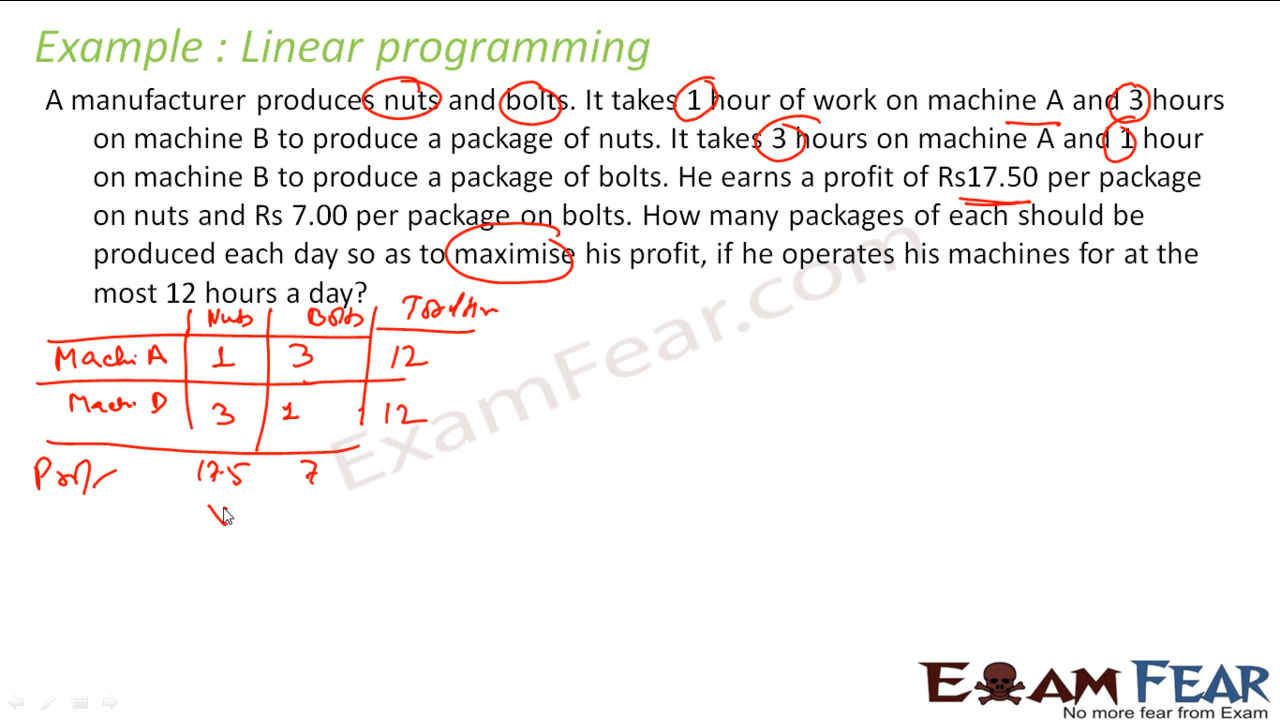 Example : Linear programming
A manufacturer produces nuts and bolts. It takes 1 hour of work on machine A and 3 hours
on machine B to produce a package of nuts. It takes 3 hours on machine A and 1 hour
on machine B to produce a package of bolts. He earns a profit of Rs17.50 per package
on nuts and Rs 7.00 per package on bolts. How many packages of each should be
produced each day so as to maximise his profit, if he operates his machines for at the
most 12 hours a day?
Nuts Bolts
Machi A 1 3 12
Mach. 3 1 12
17.5 7
ExamFear.com
EXAM FEAR
No more fear from Exam